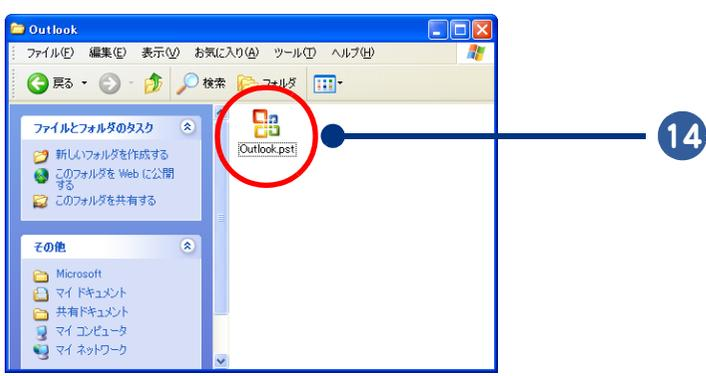 Outlook
ファイル(F) 編集(E) 表示(V) お気に入り(A) ツール(T) ヘルプ(H)
戻る 検索 フォルダ
ファイルとフォルダのタスク
新しいフォルダを作成する
このフォルダを Web に公開
する
このフォルダを共有する
その他
Microsoft
マイ ドキュメント
共有ドキュメント
マイ コンピュータ
マイ ネットワーク
Outlook.pst
14